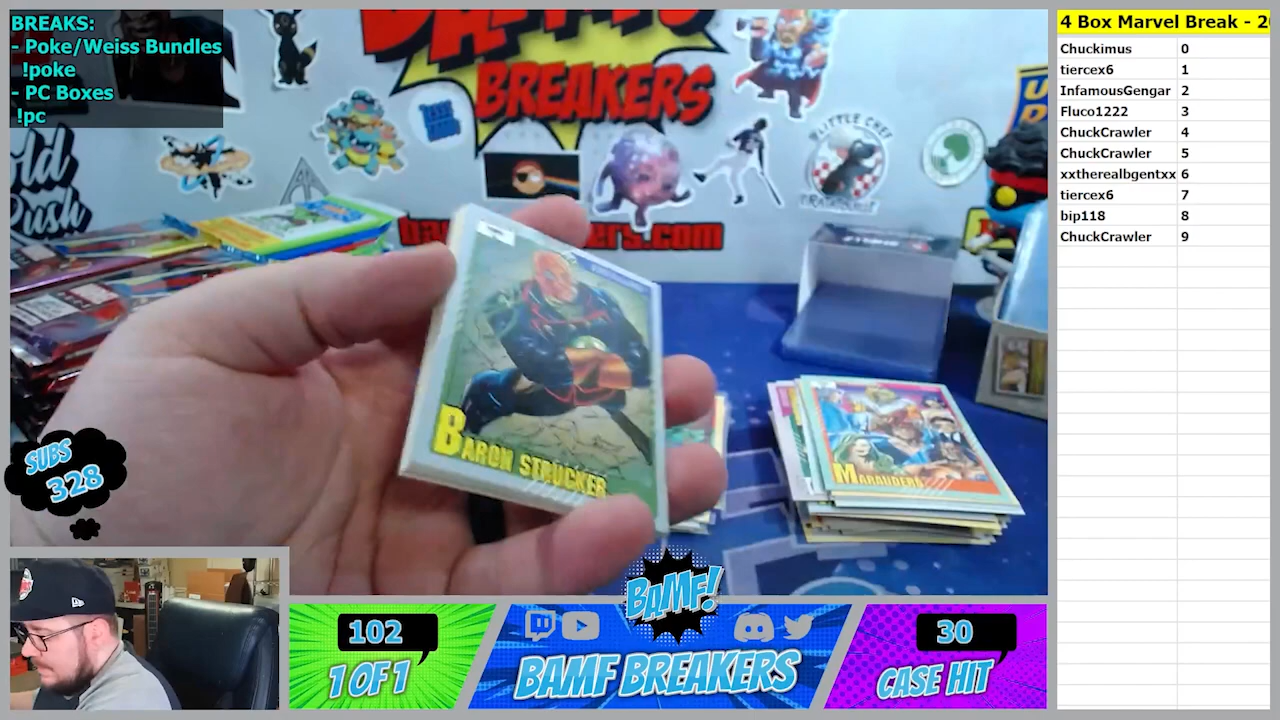 BREAKS:
- Poke/Weiss Bundles
!poke
- PC Boxes
!pc
BREAKERS
LITTLE CHEF
BARON STRUCKER
MARAUDERS
SUBS
328
BAMF!
102
1 OF 1
BAMF BREAKERS
30
CASE HIT
4 Box Marvel Break - 20
Chuckimus 0
tiercex6 1
InfamousGengar 2
Fluco1222 3
ChuckCrawler 4
ChuckCrawler 5
xxtherealbgentxx 6
tiercex6 7
bip118 8
ChuckCrawler 9